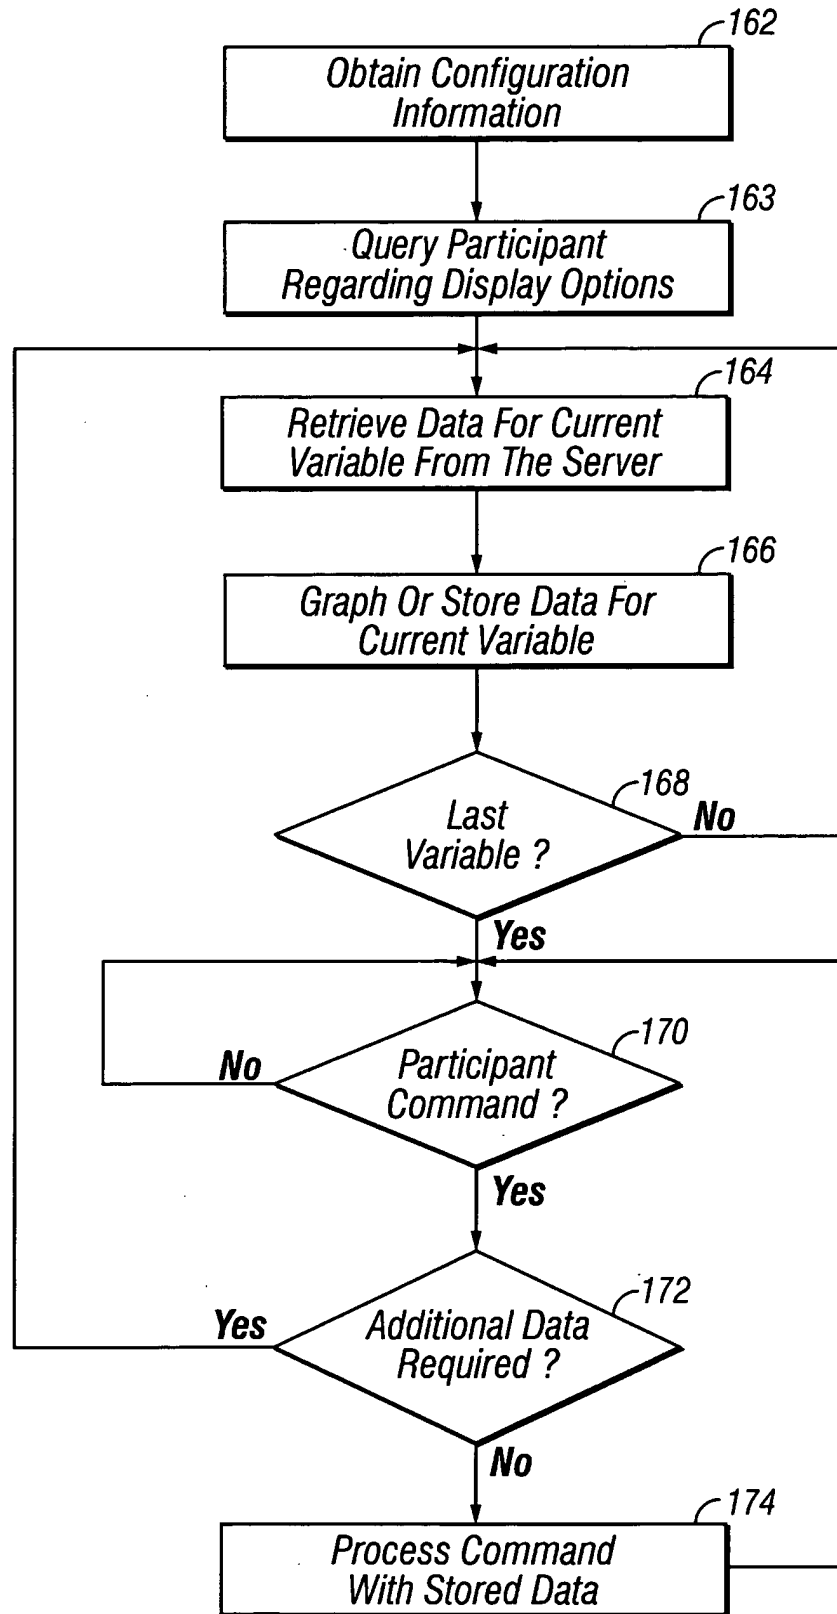 162
Obtain Configuration
Information
163
Query Participant
Regarding Display Options
164
Retrieve Data For Current
Variable From The Server
166
Graph Or Store Data For
Current Variable
168
Last
Variable ?
No
Yes
170
Participant
Command ?
No
Yes
172
Additional Data
Required ?
Yes
No
174
Process Command
With Stored Data